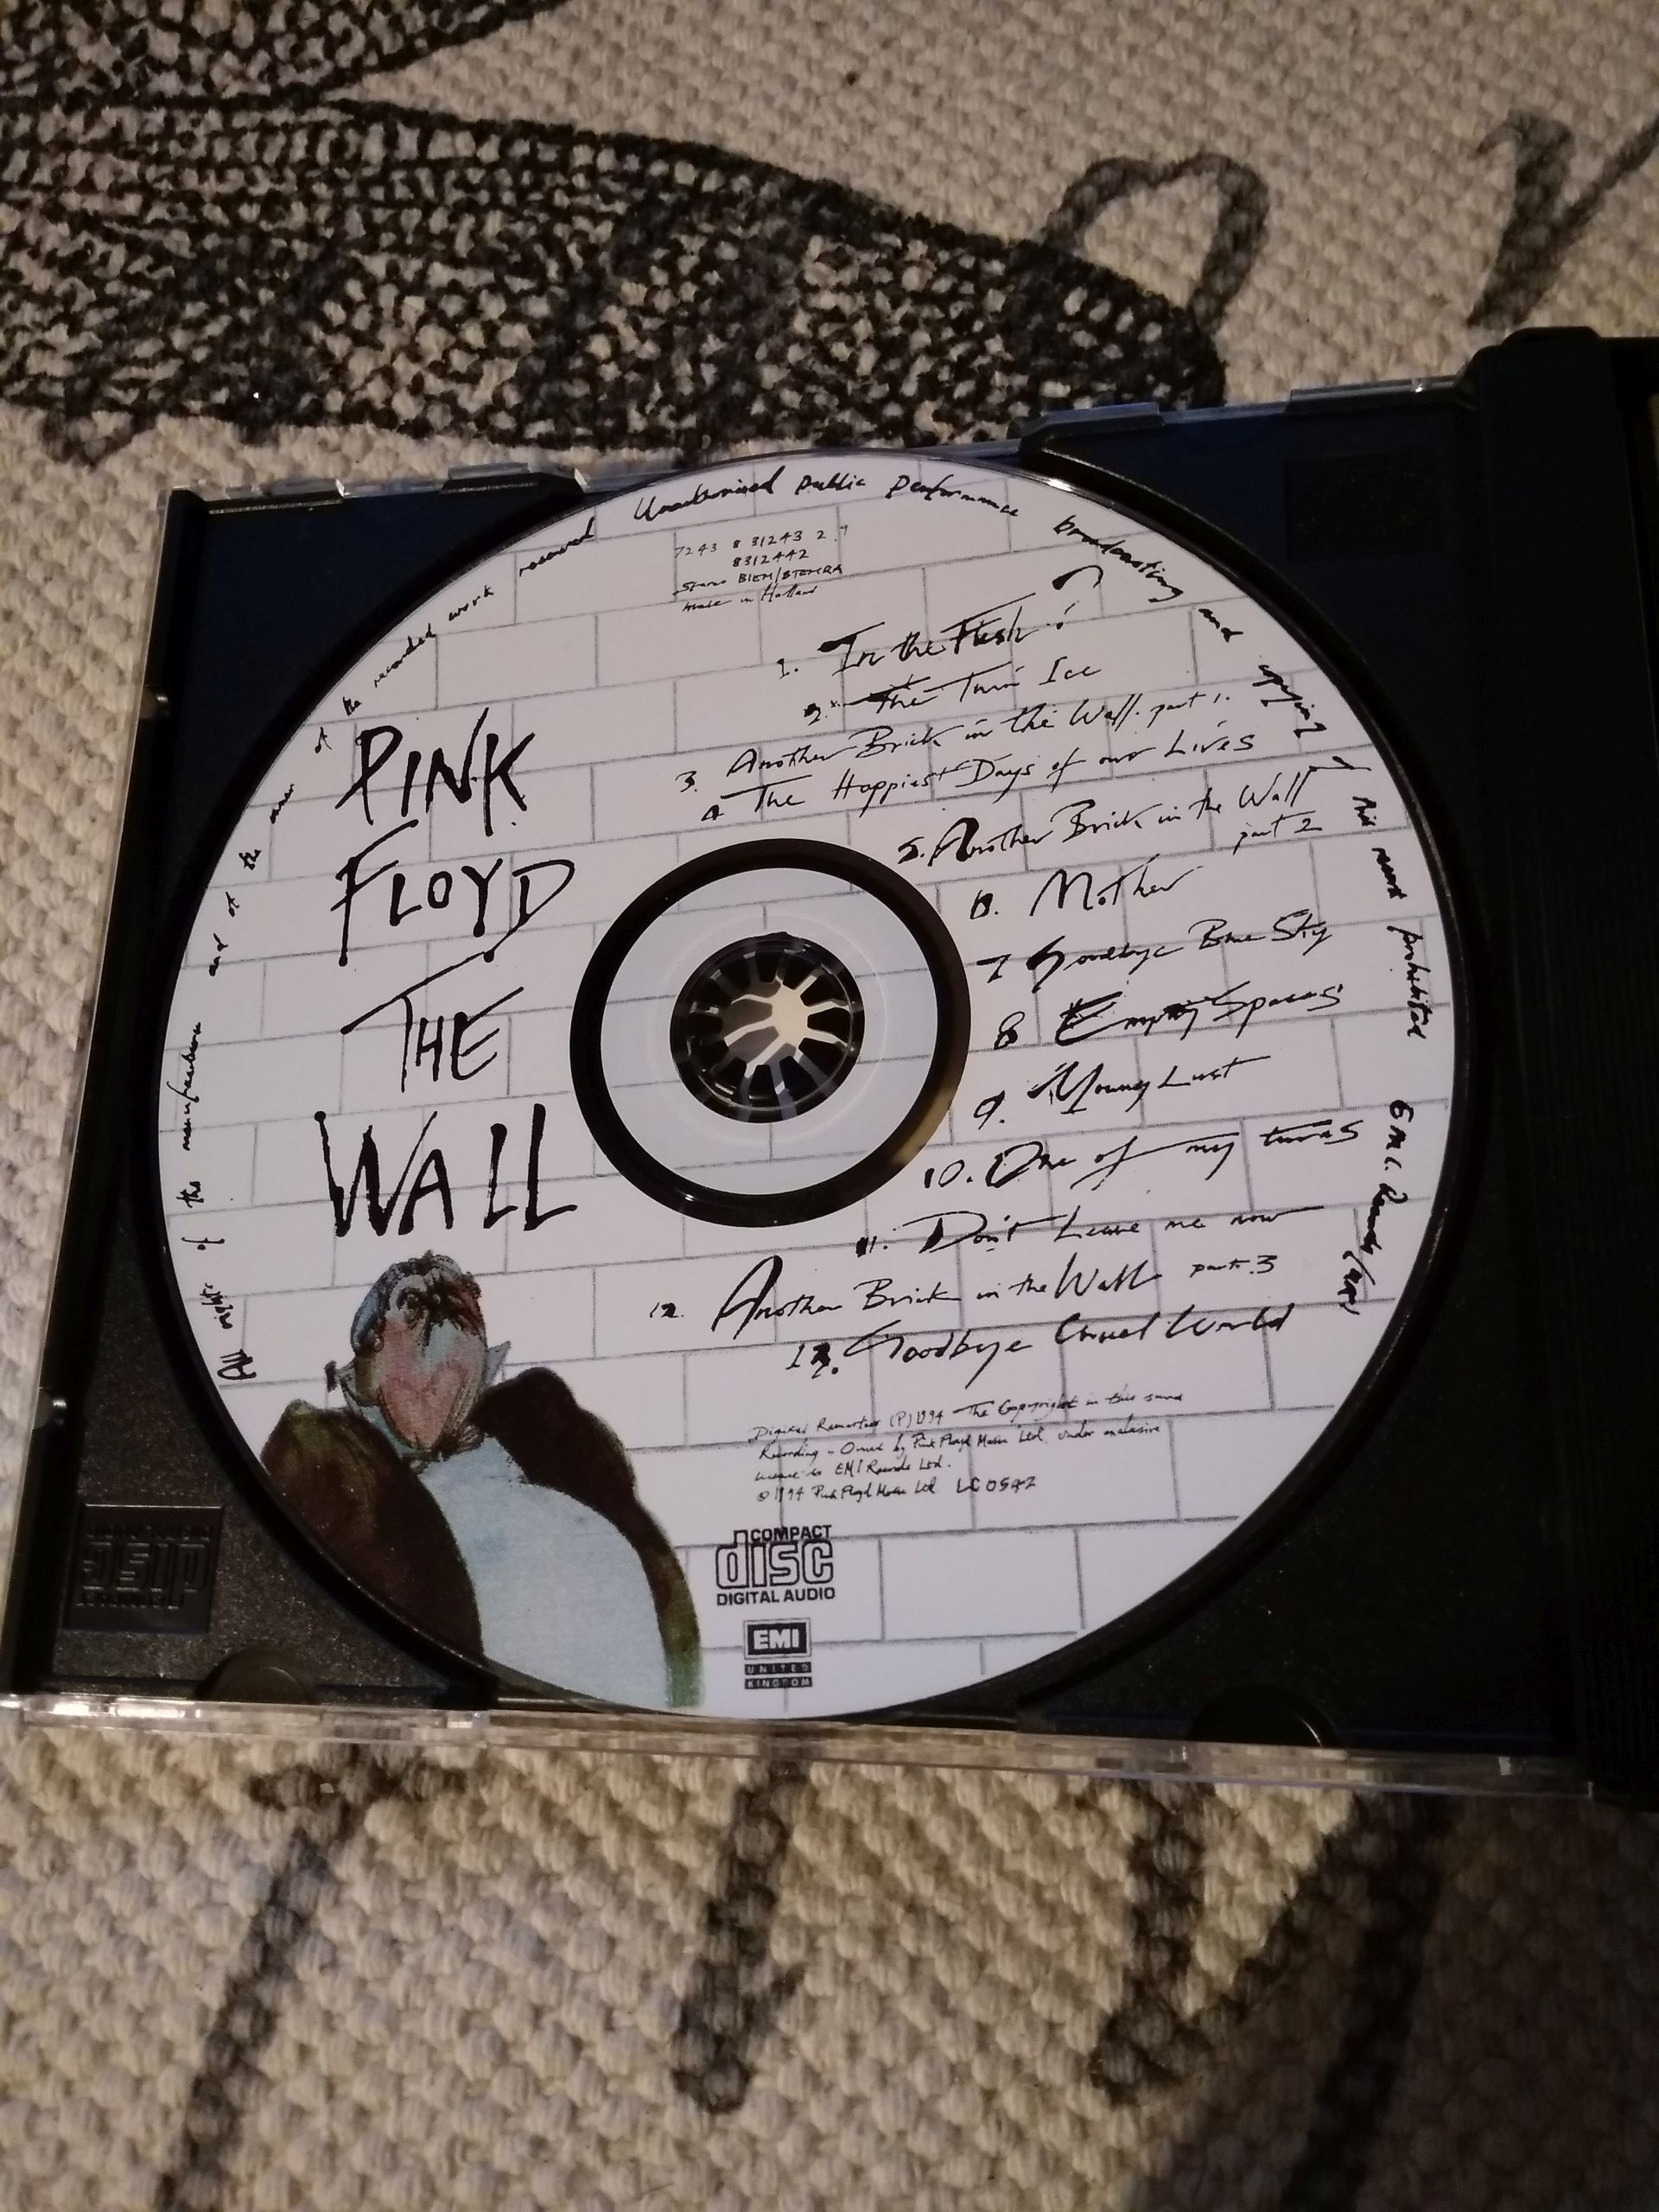 All rights of the manufacturer and of the owner of the recorded work reserved Unauthorised public performance broadcasting and copying of this record prohibited EMI Records
7243 8 31243 2 9
8312442
Stereo BIEM/STEMRA
made in Holland
PINK
FLOYD
THE
WALL
1. In the Flesh ?
2. The Thin Ice
3. Another Brick in the Wall. part 1.
4 The Happiest Days of our Lives
5. Another Brick in the Wall
part 2
6. Mother
7 Goodbye Blue Sky
8 Empty Spaces
9. Young Lust
10. One of my turns
11. Don't Leave me now
12. Another Brick in the Wall part.3
13. Goodbye Cruel World
Digital Remaster (P) 1994 The Copyright in this sound
Recording - Owned by Pink Floyd Music Ltd. under exclusive
licence to EMI Records Ltd.
© 1994 Pink Floyd Music Ltd LC 0542
COMPACT
disc
DIGITAL AUDIO
EMI
UNITED
KINGDOM